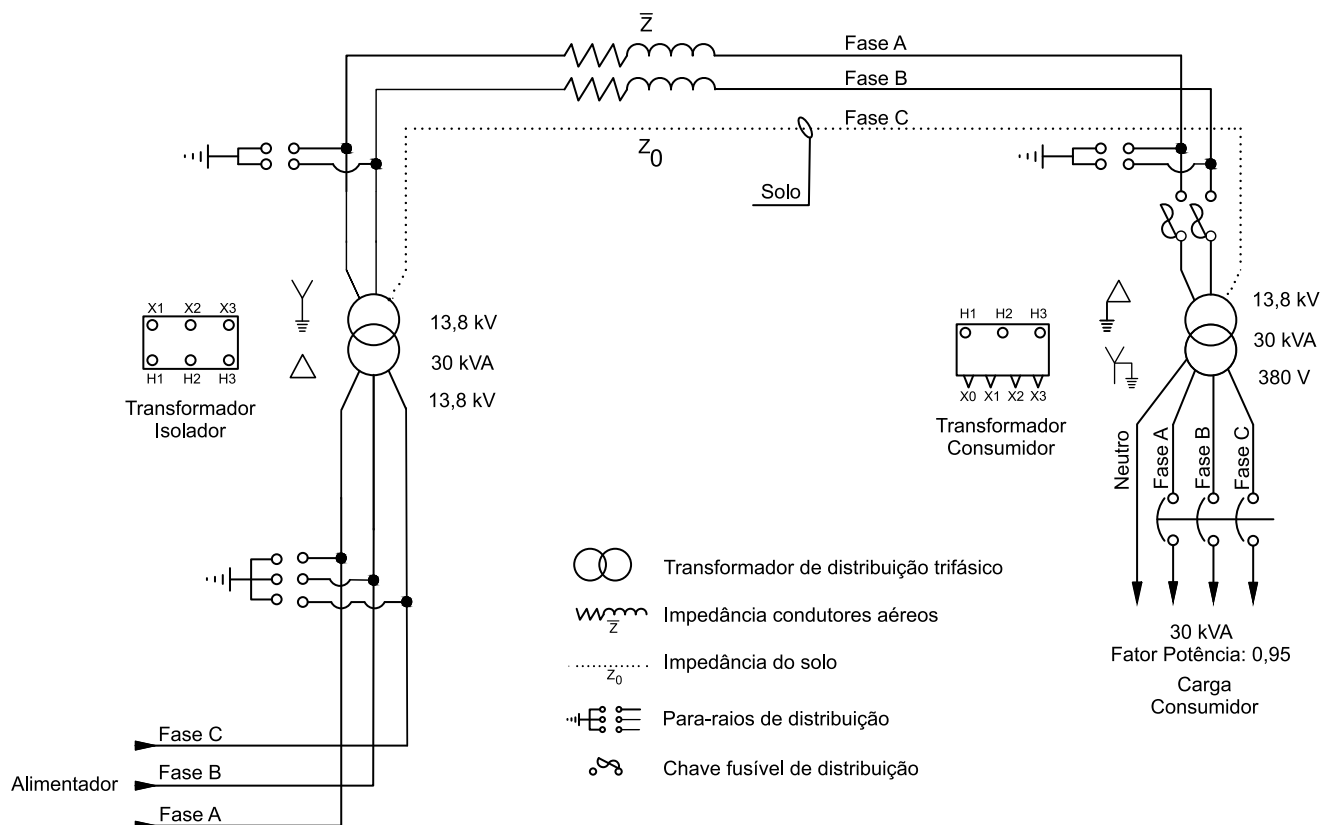 Z
Fase A
Fase B
Fase C
Z0
Solo
X1 X2 X3
H1 H2 H3
Transformador
Isolador
13,8 kV
30 kVA
13,8 kV
H1 H2 H3
X0 X1 X2 X3
Transformador
Consumidor
13,8 kV
30 kVA
380 V
Neutro
Fase A
Fase B
Fase C
30 kVA
Fator Potência: 0,95
Carga
Consumidor
Transformador de distribuição trifásico
Z
Impedância condutores aéreos
Z0
Impedância do solo
Para-raios de distribuição
Chave fusível de distribuição
Alimentador
Fase C
Fase B
Fase A